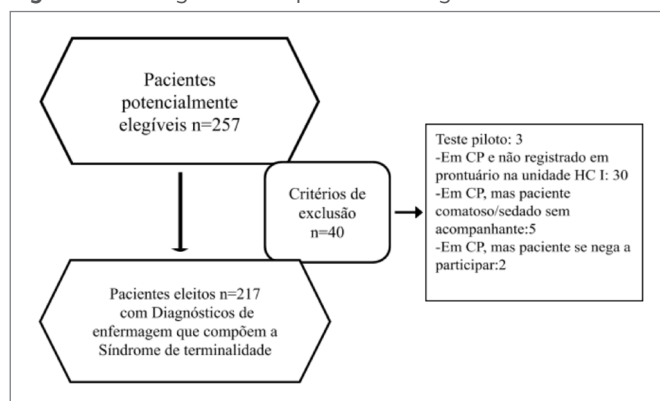 Pacientes
potencialmente
elegíveis n=257
Critérios de
exclusão
n=40
Teste piloto: 3
-Em CP e não registrado em
prontuário na unidade HC I: 30
-Em CP, mas paciente
comatoso/sedado sem
acompanhante:5
-Em CP, mas paciente se nega a
participar:2
Pacientes eleitos n=217
com Diagnósticos de
enfermagem que compõem a
Síndrome de terminalidade